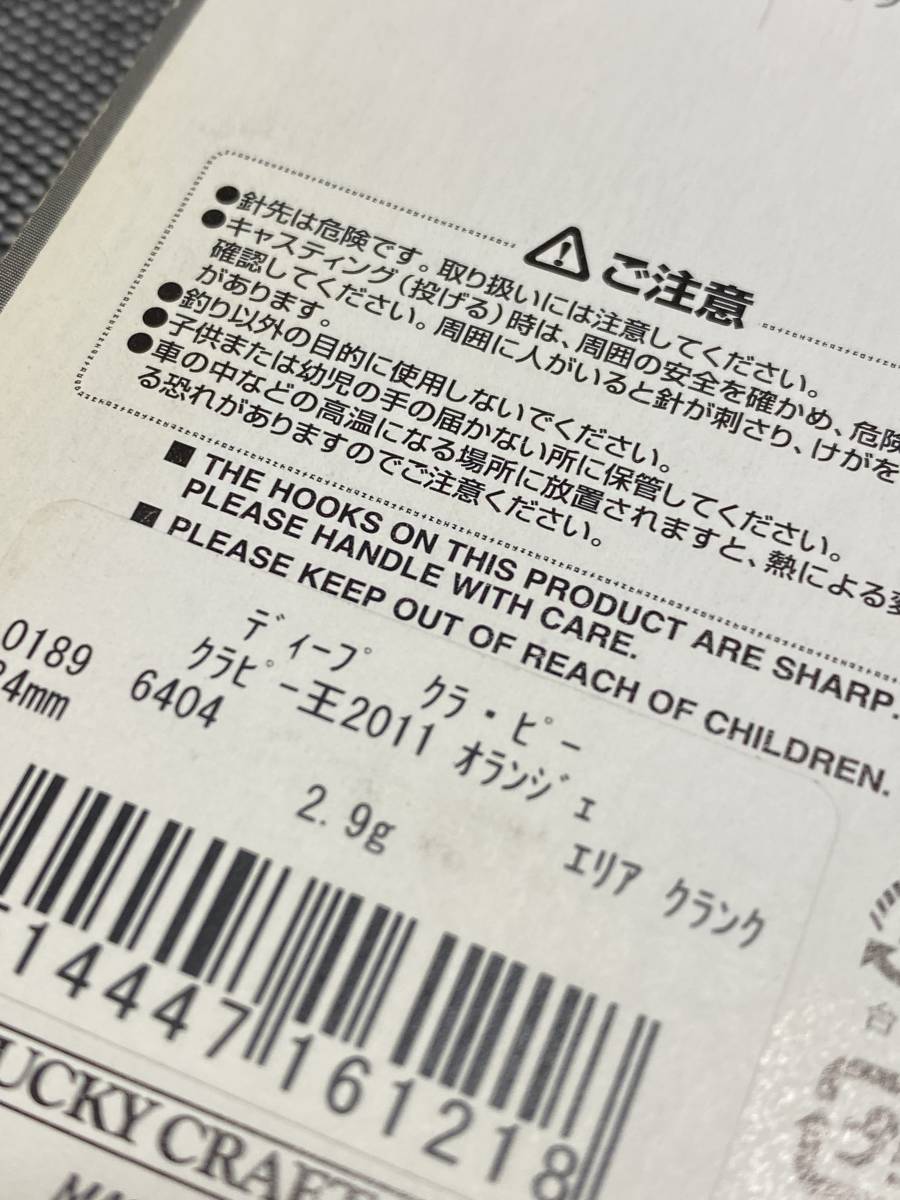 ご注意
●針先は危険です。取り扱いには注意してください。
●キャスティング(投げる)時は、周囲の安全を確かめ、危険
確認してください。周囲に人がいると針が刺さり、けがを
があります。
●釣り以外の目的に使用しないでください。
●子供または幼児の手の届かない所に保管してください。
●車の中などの高温になる場所に放置されますと、熱による変
る恐れがありますのでご注意ください。
■ THE HOOKS ON THIS PRODUCT ARE SHARP.
PLEASE HANDLE WITH CARE.
■ PLEASE KEEP OUT OF REACH OF CHILDREN.
ﾃﾞｨｰﾌﾟ ｸﾗ・ﾋﾟｰ
0189 ｸﾗﾋﾟｰ王2011 ｵﾗﾝｼﾞｪ
4mm 6404
2.9g ｴﾘｱ ｸﾗﾝｸ
14447161218
UCKY CRAFT
台